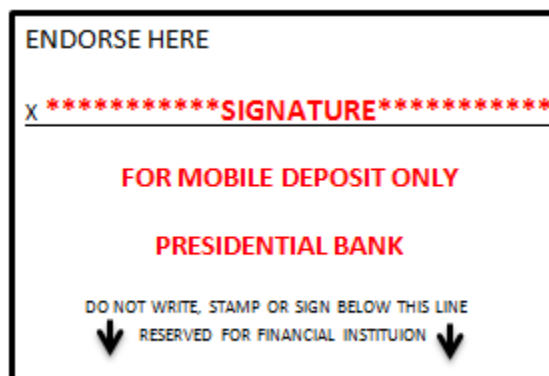 ENDORSE HERE
X ***********SIGNATURE***********
FOR MOBILE DEPOSIT ONLY
PRESIDENTIAL BANK
DO NOT WRITE, STAMP OR SIGN BELOW THIS LINE
RESERVED FOR FINANCIAL INSTITUION